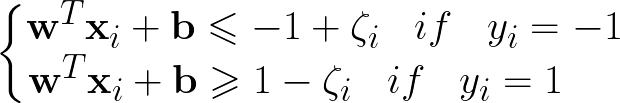 𝐰^T 𝐱_i + 𝐛 ⩽ −1 + ζ_i if y_i = −1
𝐰^T 𝐱_i + 𝐛 ⩾ 1 − ζ_i if y_i = 1